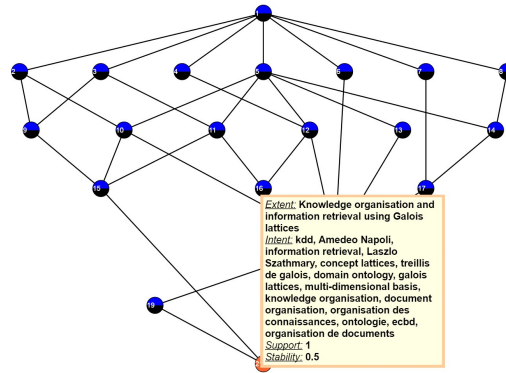 1
2 3 4 5 6 7 8
9 10 11 12 13 14
15 16 17
Extent: Knowledge organisation and
information retrieval using Galois
lattices
Intent: kdd, Amedeo Napoli,
information retrieval, Laszlo
Szathmary, concept lattices, treillis
de galois, domain ontology, galois
lattices, multi-dimensional basis,
knowledge organisation, document
organisation, organisation des
connaissances, ontologie, ecbd,
organisation de documents
19
Support: 1
Stability: 0.5